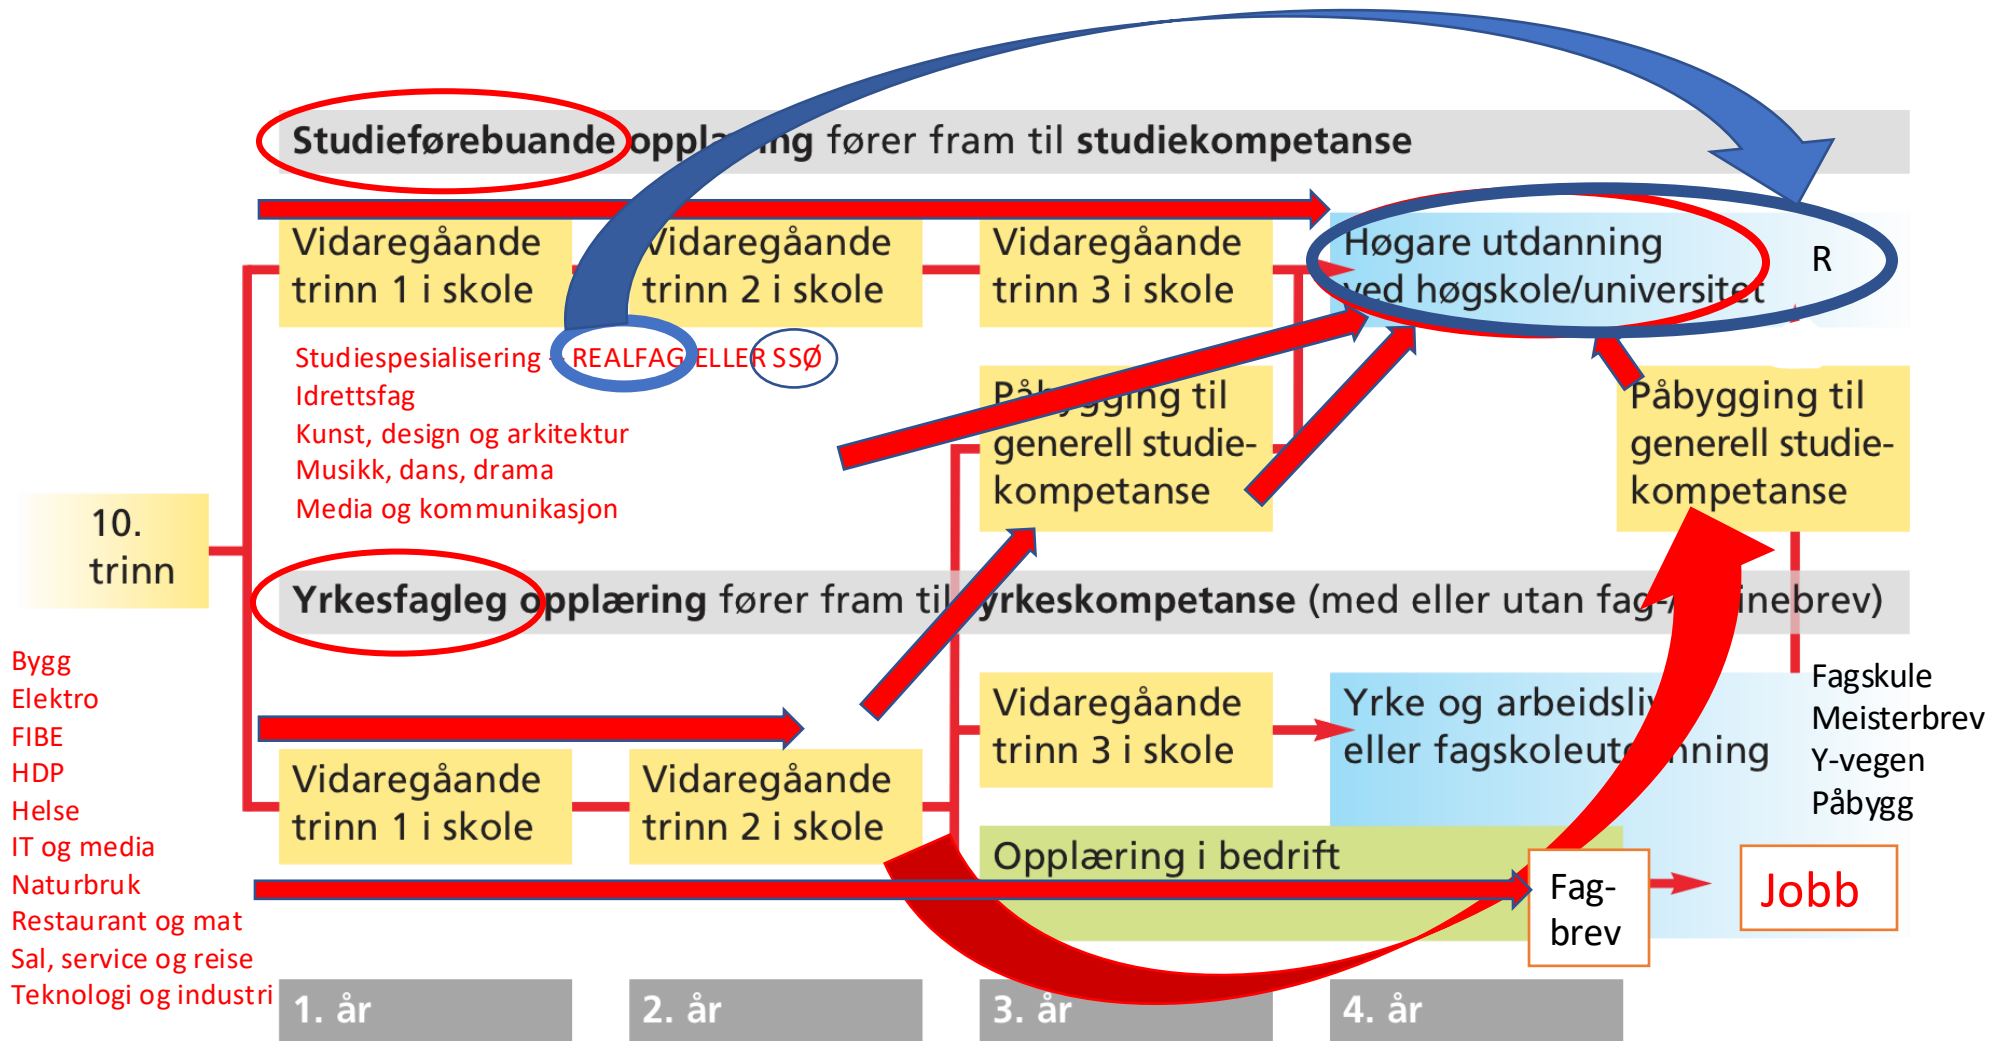 Studieførebuande opplæring fører fram til studiekompetanse
Vidaregåande
trinn 1 i skole
Vidaregåande
trinn 2 i skole
Vidaregåande
trinn 3 i skole
Høgare utdanning
ved høgskole/universitet
R
Studiespesialisering - REALFAG ELLER SSØ
Idrettsfag
Kunst, design og arkitektur
Musikk, dans, drama
Media og kommunikasjon
Påbygging til
generell studie-
kompetanse
Påbygging til
generell studie-
kompetanse
10.
trinn
Yrkesfagleg opplæring fører fram til yrkeskompetanse (med eller utan fag-/sveinebrev)
Bygg
Elektro
FIBE
HDP
Helse
IT og media
Naturbruk
Restaurant og mat
Sal, service og reise
Teknologi og industri
Vidaregåande
trinn 1 i skole
Vidaregåande
trinn 2 i skole
Vidaregåande
trinn 3 i skole
Yrke og arbeidsliv
eller fagskoleutdanning
Fagskule
Meisterbrev
Y-vegen
Påbygg
Opplæring i bedrift
Fag-
brev
Jobb
1. år
2. år
3. år
4. år